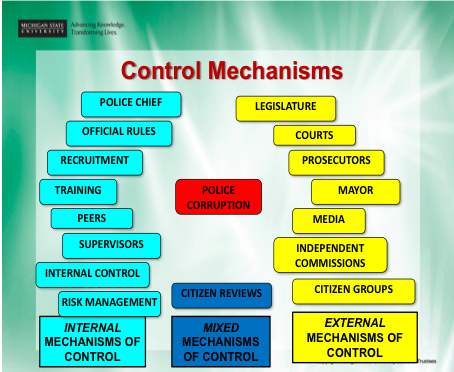 MICHIGAN STATE
UNIVERSITY
Advancing Knowledge.
Transforming Lives.
Control Mechanisms
POLICE CHIEF
OFFICIAL RULES
RECRUITMENT
TRAINING
PEERS
SUPERVISORS
INTERNAL CONTROL
RISK MANAGEMENT
INTERNAL
MECHANISMS OF
CONTROL
POLICE
CORRUPTION
CITIZEN REVIEWS
MIXED
MECHANISMS
OF CONTROL
LEGISLATURE
COURTS
PROSECUTORS
MAYOR
MEDIA
INDEPENDENT
COMMISSIONS
CITIZEN GROUPS
EXTERNAL
MECHANISMS OF
CONTROL
Trustees